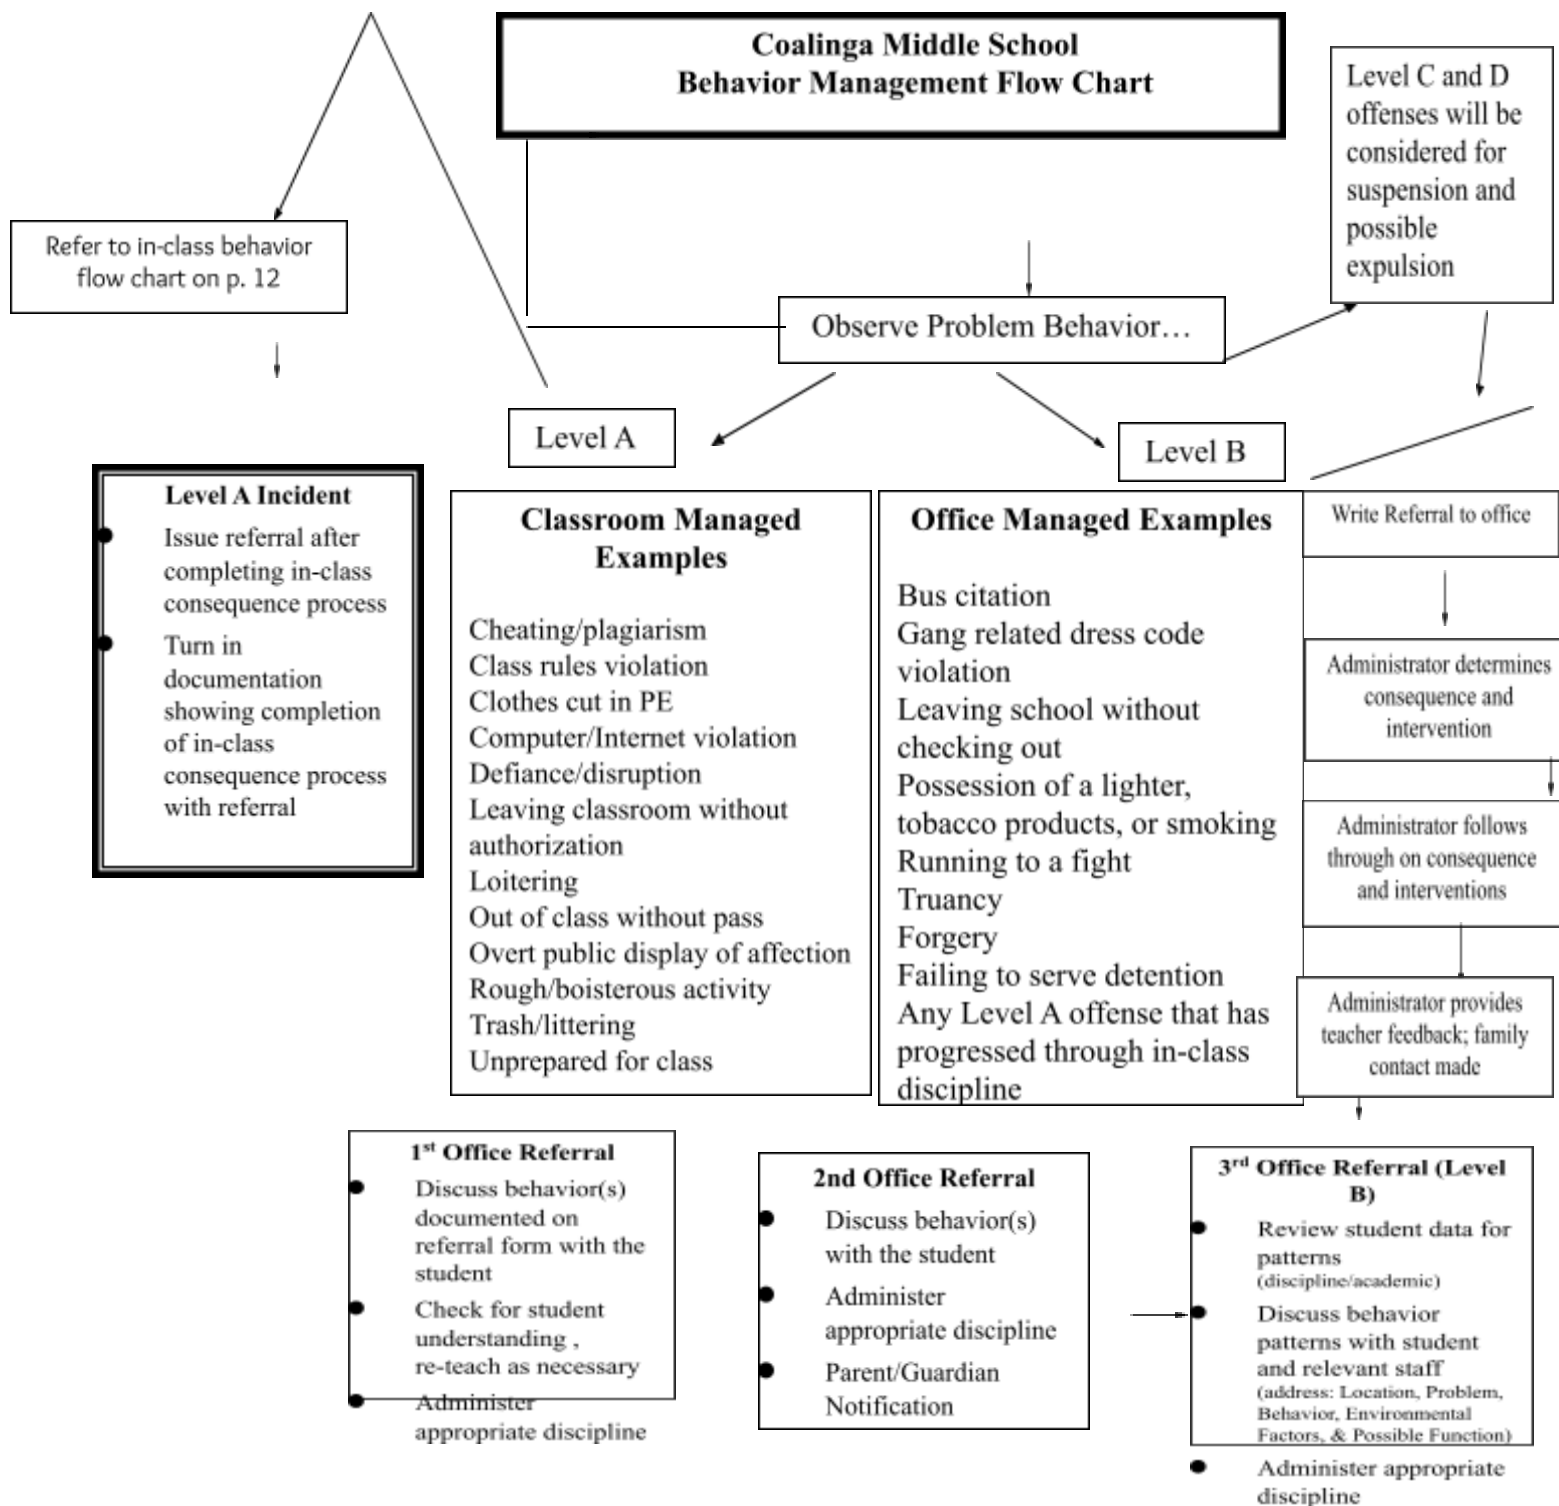 Coalinga Middle School
Behavior Management Flow Chart
Level C and D
offenses will be
considered for
suspension and
possible
expulsion
Refer to in-class behavior
flow chart on p. 12
Observe Problem Behavior…
Level A
Level B
Level A Incident
Issue referral after
completing in-class
consequence process
Turn in
documentation
showing completion
of in-class
consequence process
with referral
Classroom Managed
Examples
Cheating/plagiarism
Class rules violation
Clothes cut in PE
Computer/Internet violation
Defiance/disruption
Leaving classroom without
authorization
Loitering
Out of class without pass
Overt public display of affection
Rough/boisterous activity
Trash/littering
Unprepared for class
Office Managed Examples
Bus citation
Gang related dress code
violation
Leaving school without
checking out
Possession of a lighter,
tobacco products, or smoking
Running to a fight
Truancy
Forgery
Failing to serve detention
Any Level A offense that has
progressed through in-class
discipline
Write Referral to office
Administrator determines
consequence and
intervention
Administrator follows
through on consequence
and interventions
Administrator provides
teacher feedback; family
contact made
1st Office Referral
Discuss behavior(s)
documented on
referral form with the
student
Check for student
understanding ,
re-teach as necessary
Administer
appropriate discipline
2nd Office Referral
Discuss behavior(s)
with the student
Administer
appropriate discipline
Parent/Guardian
Notification
3rd Office Referral (Level
B)
Review student data for
patterns
(discipline/academic)
Discuss behavior
patterns with student
and relevant staff
(address: Location, Problem,
Behavior, Environmental
Factors, & Possible Function)
Administer appropriate
discipline